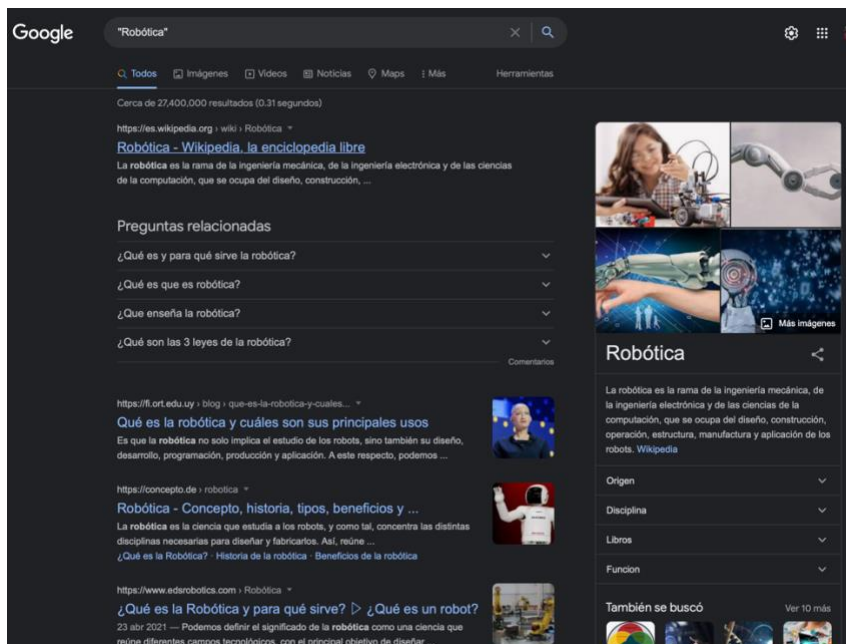 Google
"Robótica"
Todos Imágenes Videos Noticias Maps Más Herramientas
Cerca de 27,400,000 resultados (0.31 segundos)
https://es.wikipedia.org › wiki › Robótica
Robótica - Wikipedia, la enciclopedia libre
La robótica es la rama de la ingeniería mecánica, de la ingeniería electrónica y de las ciencias
de la computación, que se ocupa del diseño, construcción, ...
Preguntas relacionadas
¿Qué es y para qué sirve la robótica?
¿Qué es que es robótica?
¿Que enseña la robótica?
¿Qué son las 3 leyes de la robótica?
Comentarios
https://fi.ort.edu.uy › blog › que-es-la-robotica-y-cuales...
Qué es la robótica y cuáles son sus principales usos
Es que la robótica no solo implica el estudio de los robots, sino también su diseño,
desarrollo, programación, producción y aplicación. A este respecto, podemos ...
https://concepto.de › robotica
Robótica - Concepto, historia, tipos, beneficios y ...
La robótica es la ciencia que estudia a los robots, y como tal, concentra las distintas
disciplinas necesarias para diseñar y fabricarlos. Así, reúne ...
¿Qué es la Robótica? · Historia de la robótica · Beneficios de la robótica
https://www.edsrobotics.com › Robótica
¿Qué es la Robótica y para qué sirve? ▷ ¿Qué es un robot?
23 abr 2021 — Podemos definir el significado de la robótica como una ciencia que
reúne diferentes campos tecnológicos, con el principal objetivo de diseñar ...
Más imágenes
Robótica
La robótica es la rama de la ingeniería mecánica, de
la ingeniería electrónica y de las ciencias de la
computación, que se ocupa del diseño, construcción,
operación, estructura, manufactura y aplicación de los
robots. Wikipedia
Origen
Disciplina
Libros
Funcion
También se buscó Ver 10 más